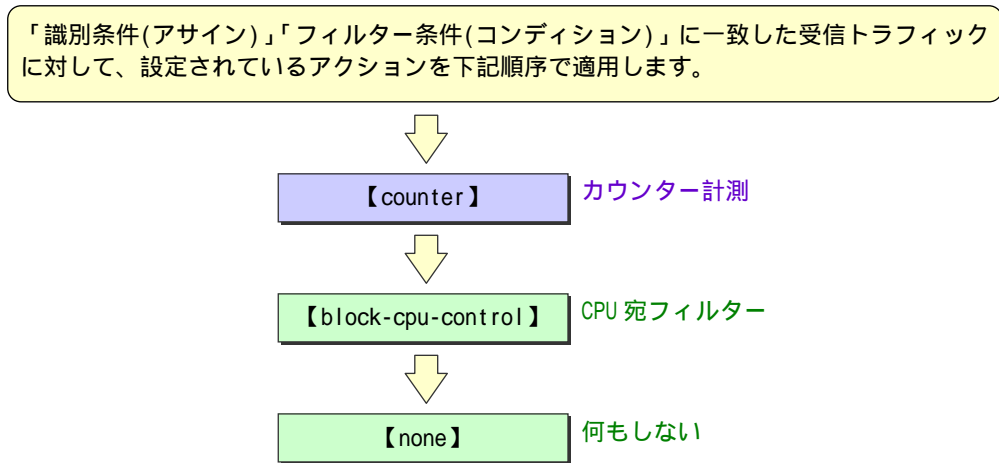 「識別条件(アサイン)」「フィルター条件(コンディション)」に一致した受信トラフィック
に対して、設定されているアクションを下記順序で適用します。
【counter】 カウンター計測
【block-cpu-control】 CPU 宛フィルター
【none】 何もしない